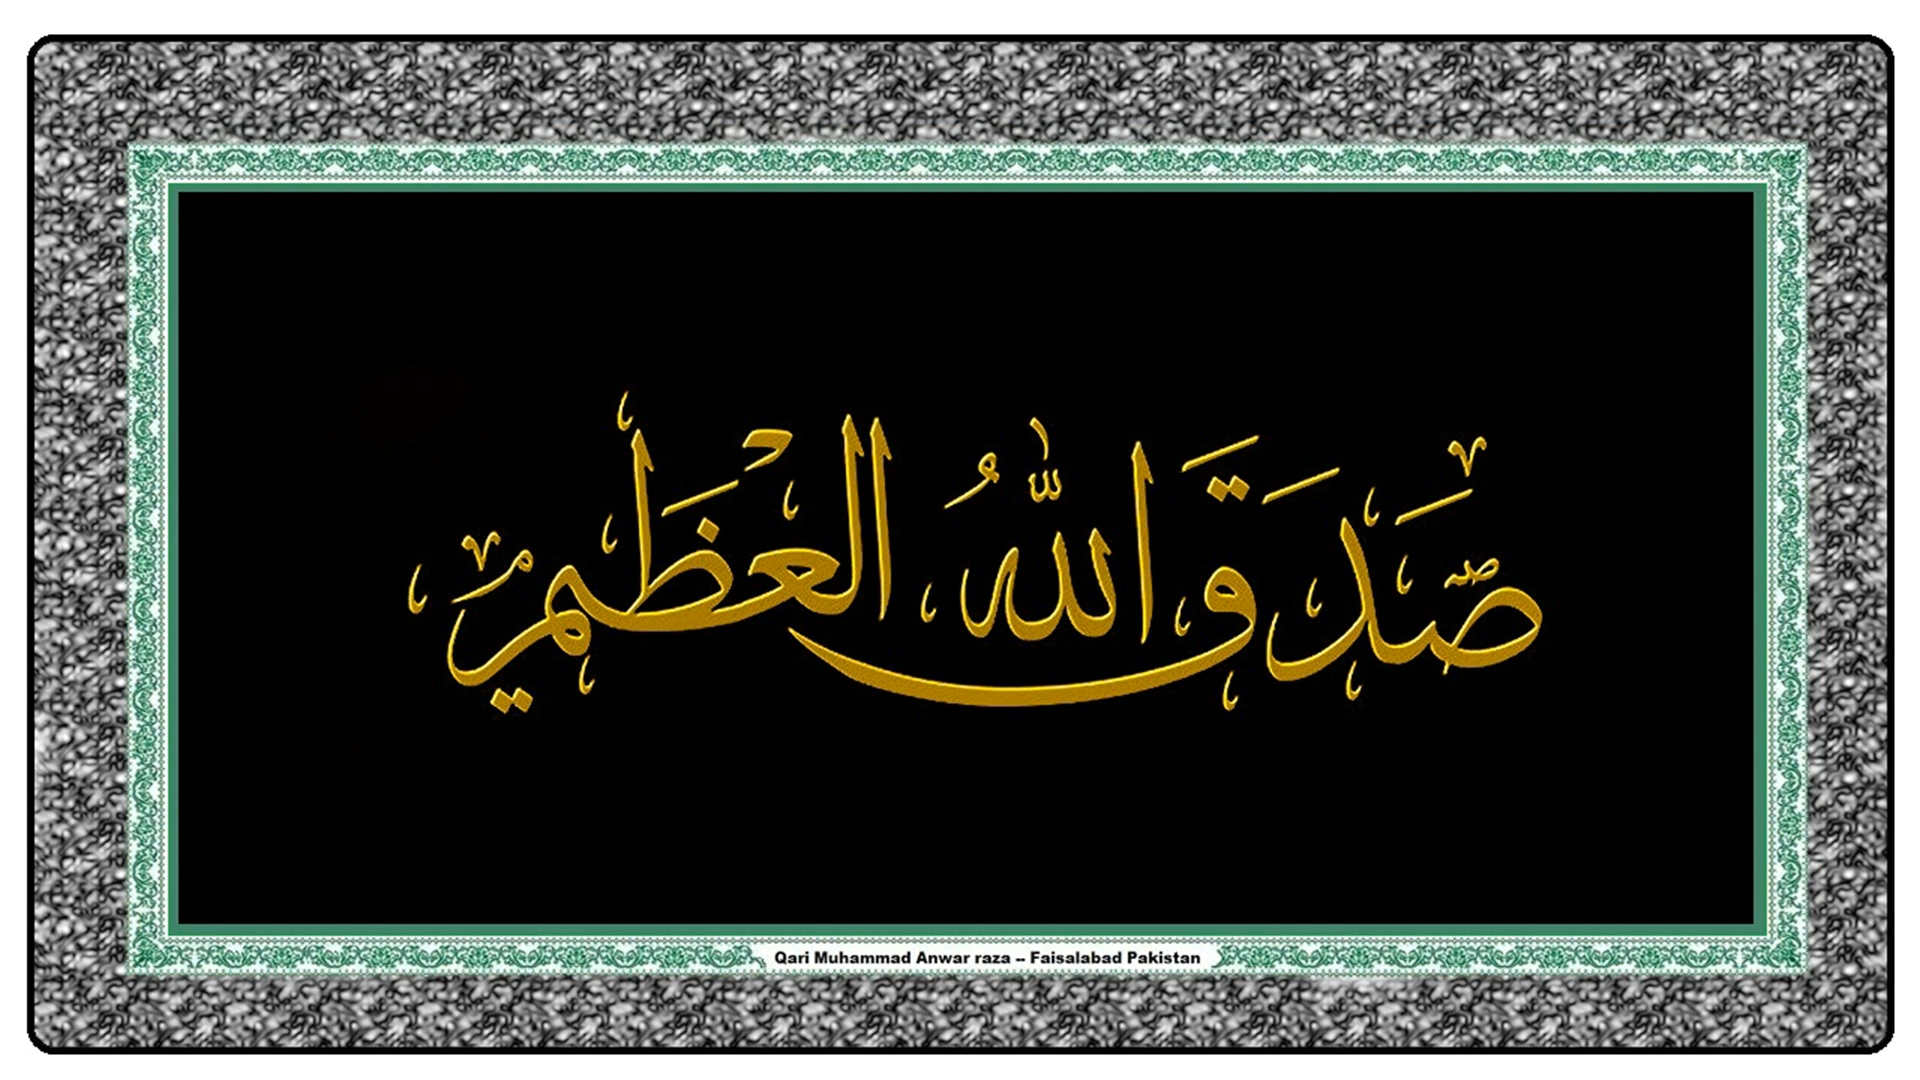 صَدَقَ اللّٰهُ الْعَظِيْم
Qari Muhammad Anwar raza -- Faisalabad Pakistan